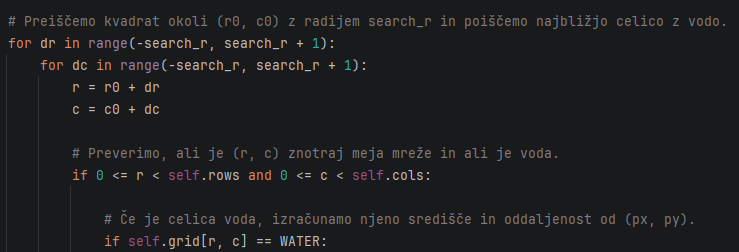 # Preiščemo kvadrat okoli (r0, c0) z radijem search_r in poiščemo najbližjo celico z vodo.
for dr in range(-search_r, search_r + 1):
    for dc in range(-search_r, search_r + 1):
        r = r0 + dr
        c = c0 + dc
        # Preverimo, ali je (r, c) znotraj meja mreže in ali je voda.
        if 0 <= r < self.rows and 0 <= c < self.cols:
            # Če je celica voda, izračunamo njeno središče in oddaljenost od (px, py).
            if self.grid[r, c] == WATER: